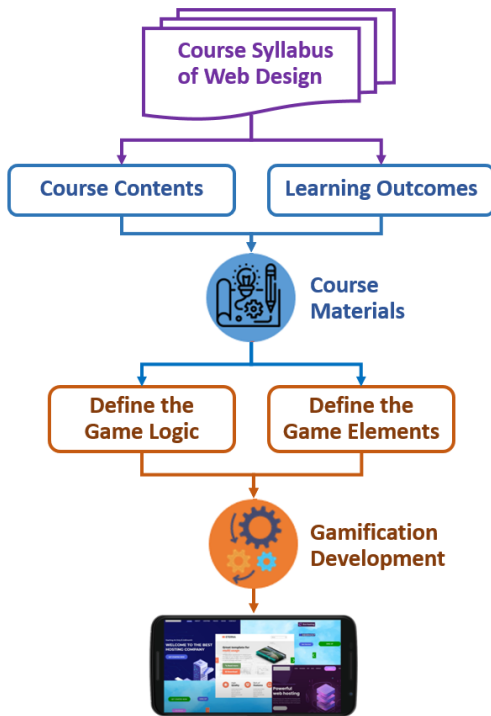 Course Syllabus
of Web Design
Course Contents
Learning Outcomes
Course
Materials
Define the
Game Logic
Define the
Game Elements
Gamification
Development
WELCOME TO THE BEST
HOSTING COMPANY
Powerful
web hosting